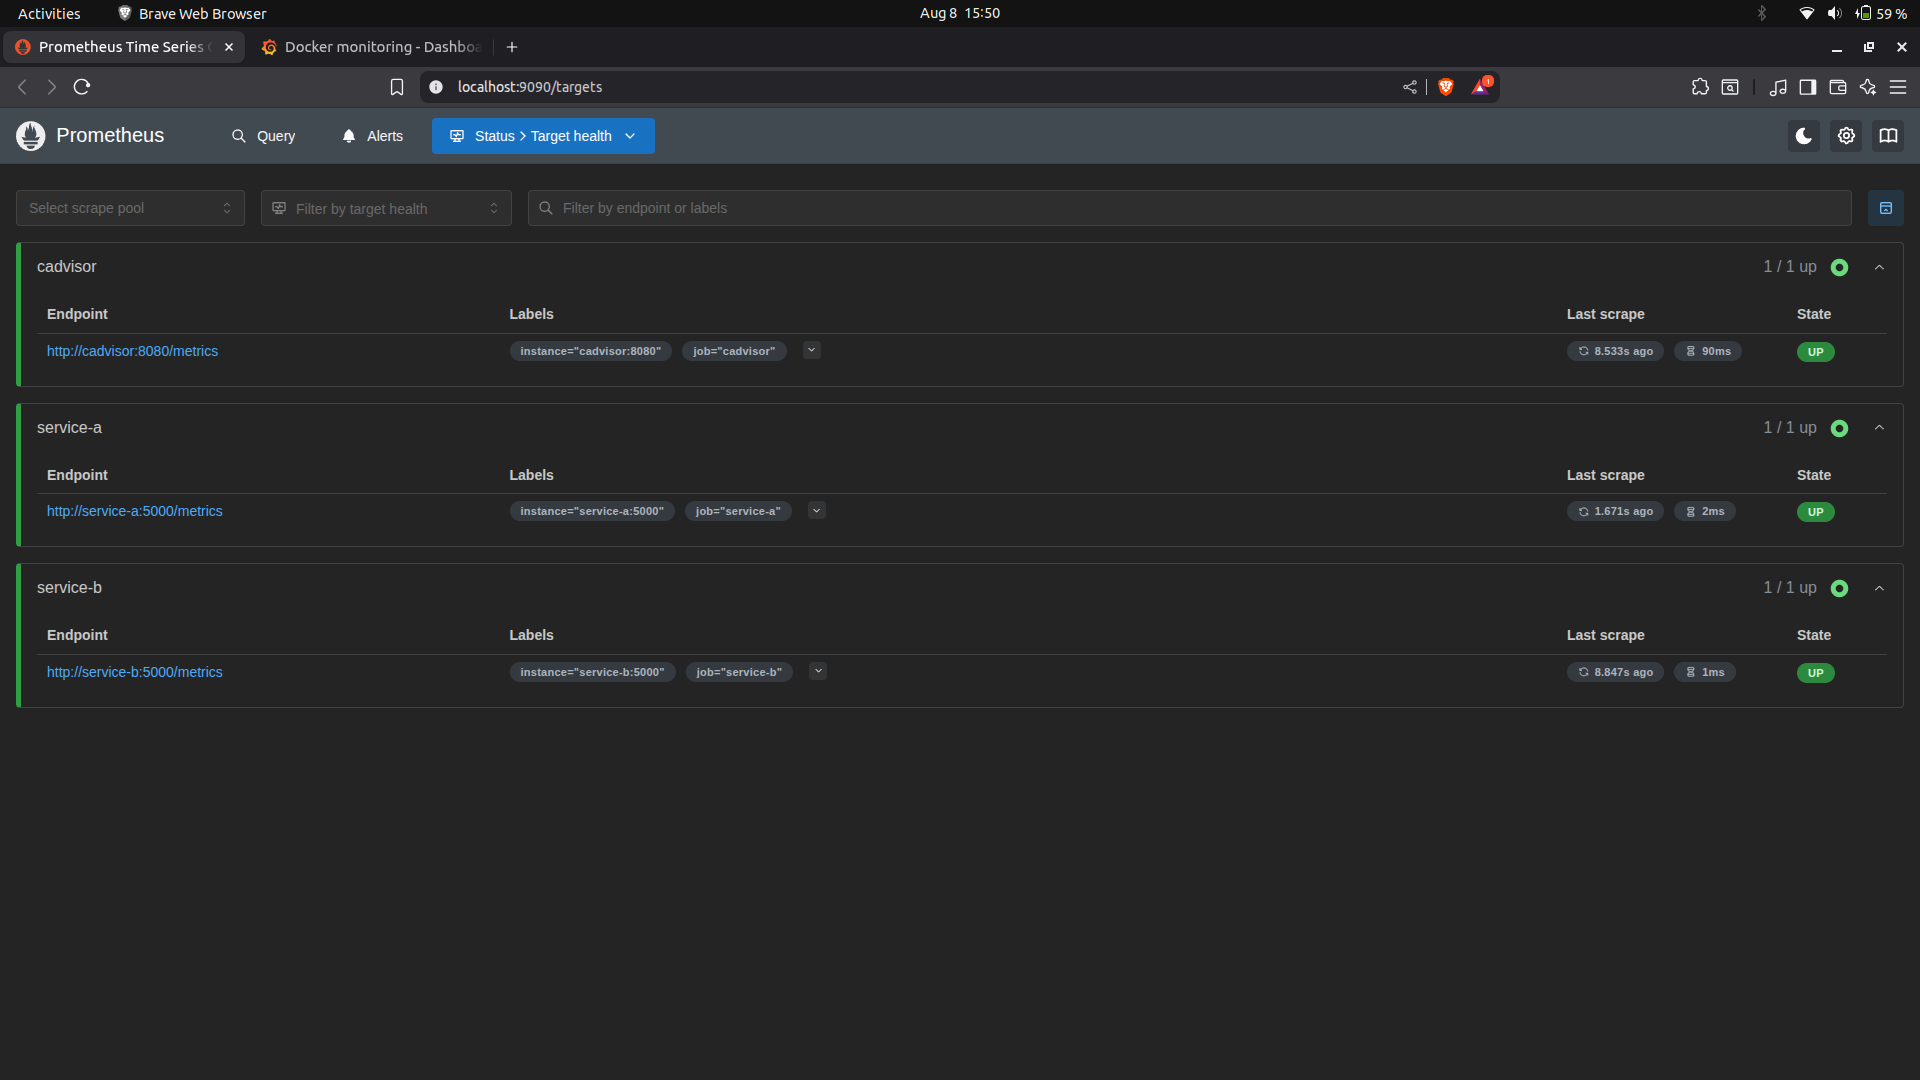 Activities Brave Web Browser Aug 8 15:50 59 %
Prometheus Time Series Docker monitoring - Dashboa
localhost:9090/targets 1
Prometheus Query Alerts Status > Target health
Select scrape pool Filter by target health Filter by endpoint or labels
cadvisor 1 / 1 up
Endpoint Labels Last scrape State
http://cadvisor:8080/metrics instance="cadvisor:8080" job="cadvisor" 8.533s ago 90ms UP
service-a 1 / 1 up
Endpoint Labels Last scrape State
http://service-a:5000/metrics instance="service-a:5000" job="service-a" 1.671s ago 2ms UP
service-b 1 / 1 up
Endpoint Labels Last scrape State
http://service-b:5000/metrics instance="service-b:5000" job="service-b" 8.847s ago 1ms UP